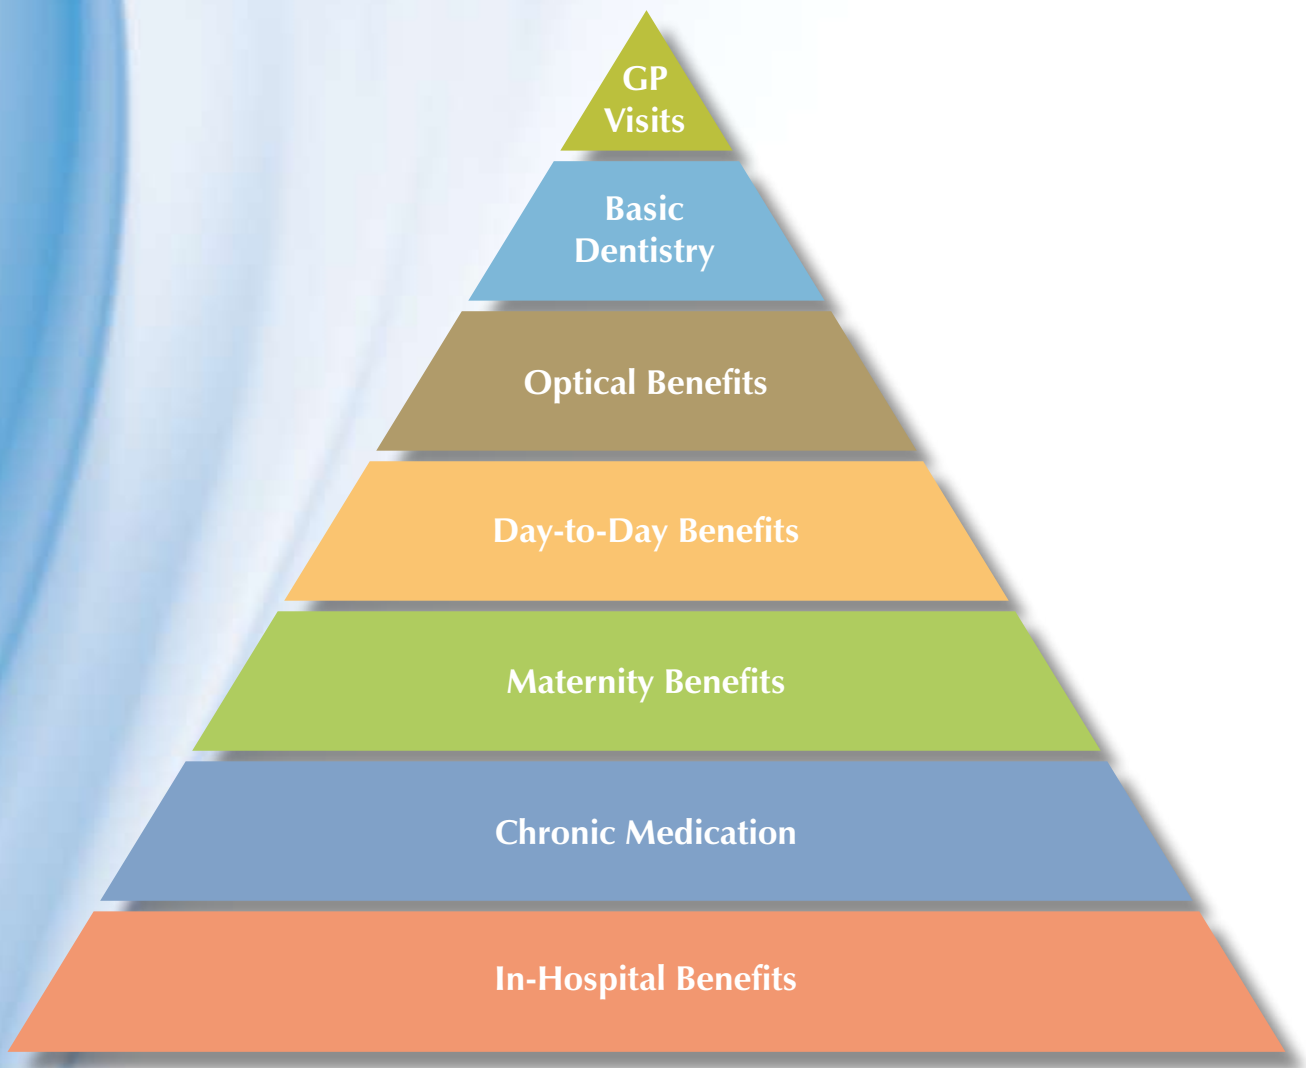 GP
Visits
Basic
Dentistry
Optical Benefits
Day-to-Day Benefits
Maternity Benefits
Chronic Medication
In-Hospital Benefits